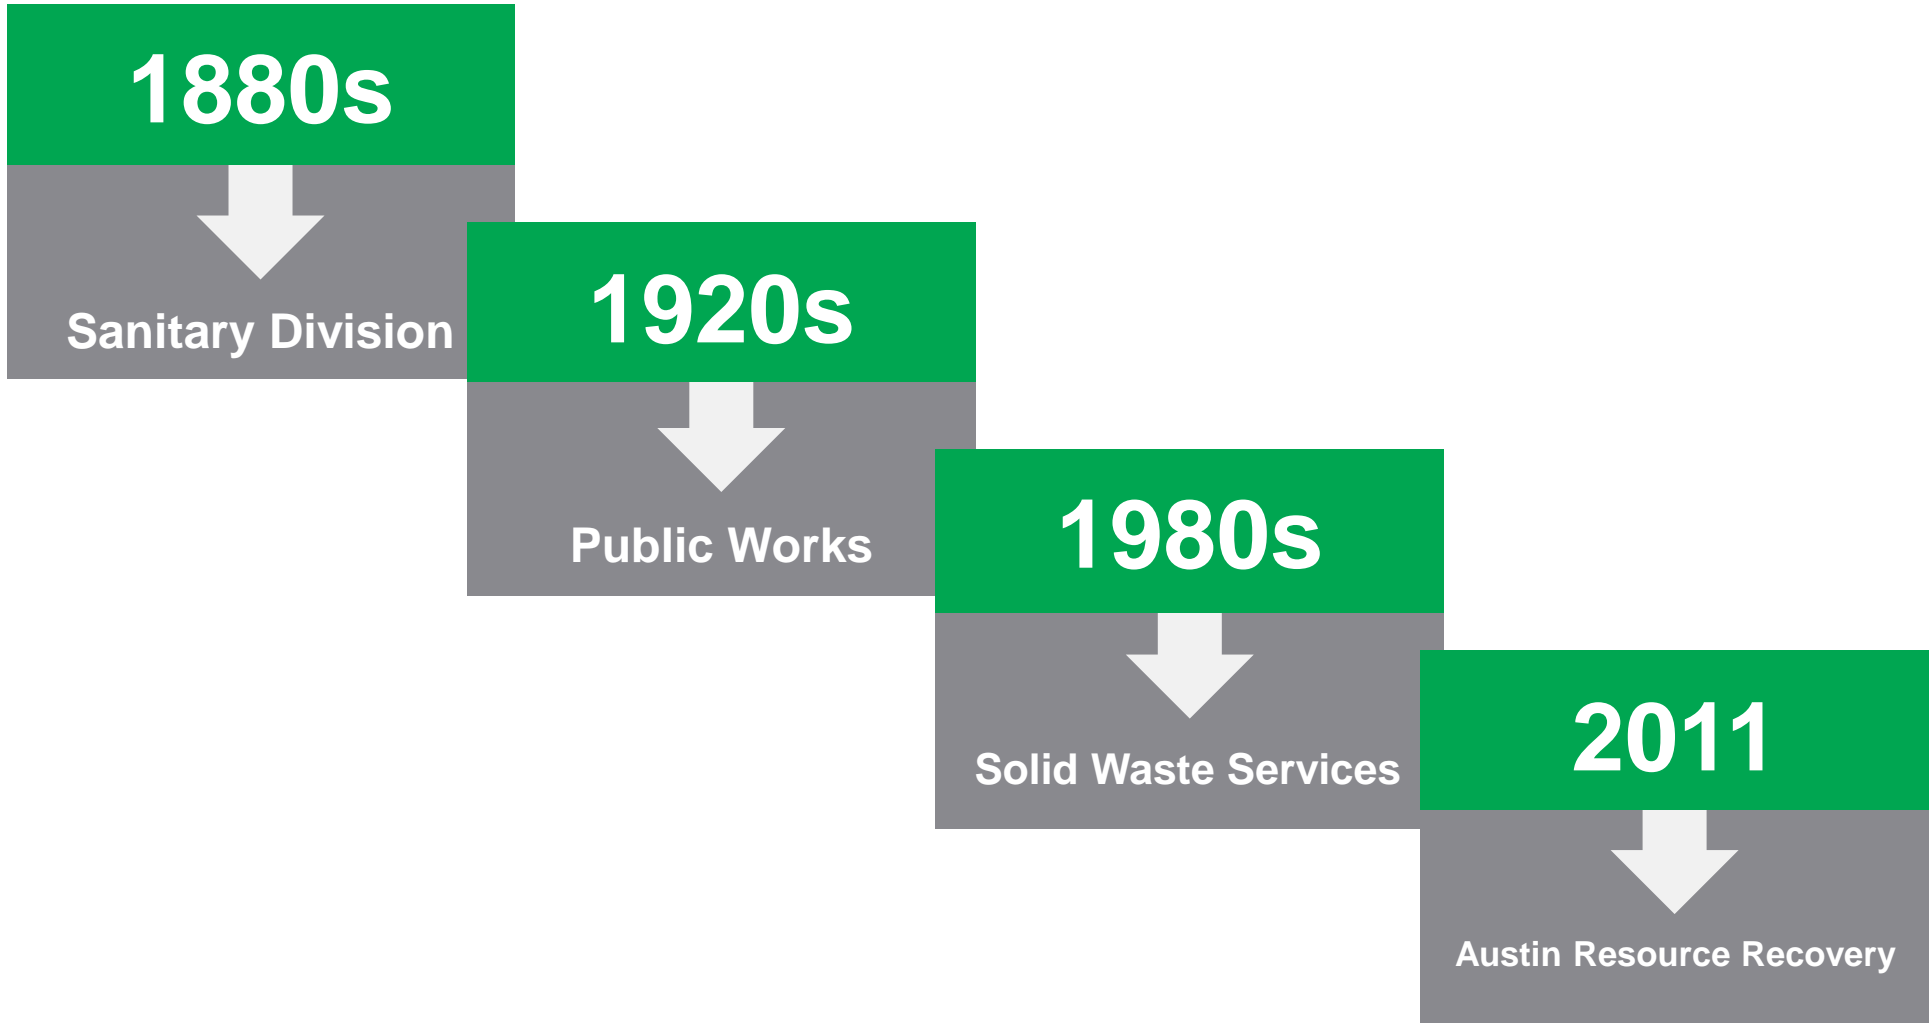 1880s
Sanitary Division
1920s
Public Works
1980s
Solid Waste Services
2011
Austin Resource Recovery